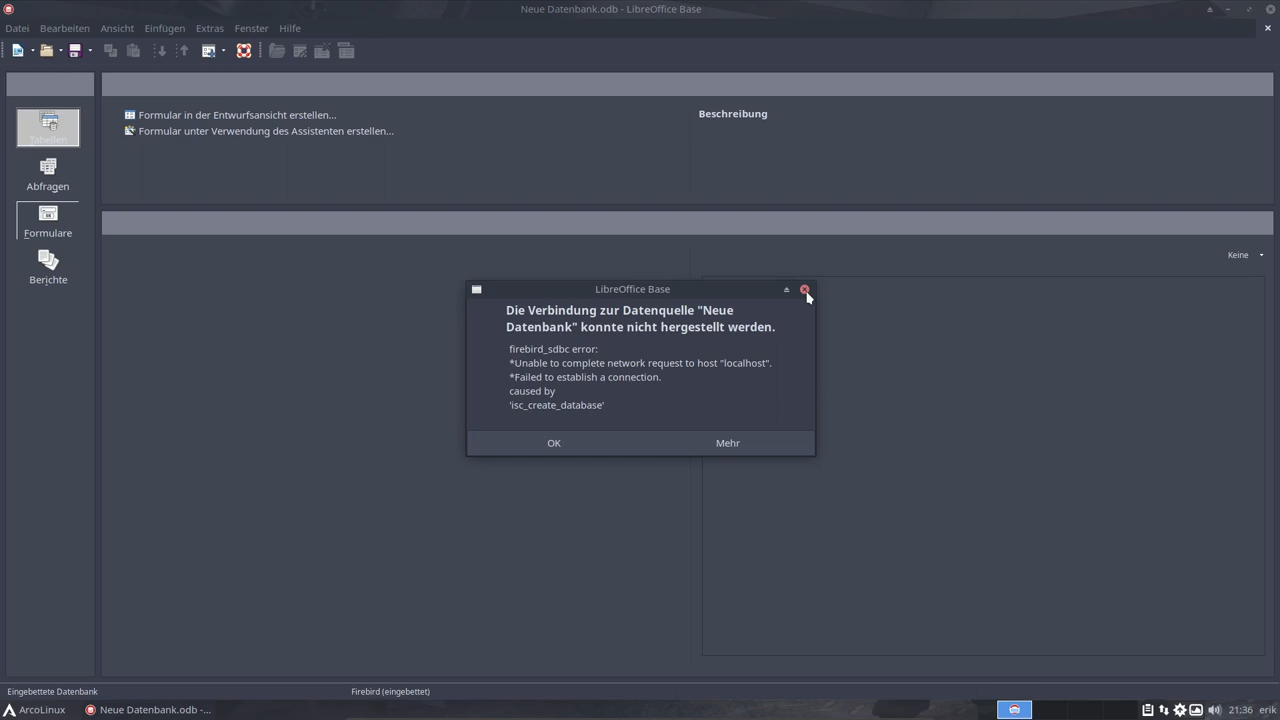 Neue Datenbank.odb - LibreOffice Base
Datei Bearbeiten Ansicht Einfügen Extras Fenster Hilfe
Tabellen
Abfragen
Formulare
Berichte
Formular in der Entwurfsansicht erstellen...
Formular unter Verwendung des Assistenten erstellen...
Beschreibung
Keine
LibreOffice Base
Die Verbindung zur Datenquelle "Neue
Datenbank" konnte nicht hergestellt werden.
firebird_sdbc error:
*Unable to complete network request to host "localhost".
*Failed to establish a connection.
caused by
'isc_create_database'
OK Mehr
Eingebettete Datenbank Firebird (eingebettet)
ArcoLinux Neue Datenbank.odb -... 21:36 erik